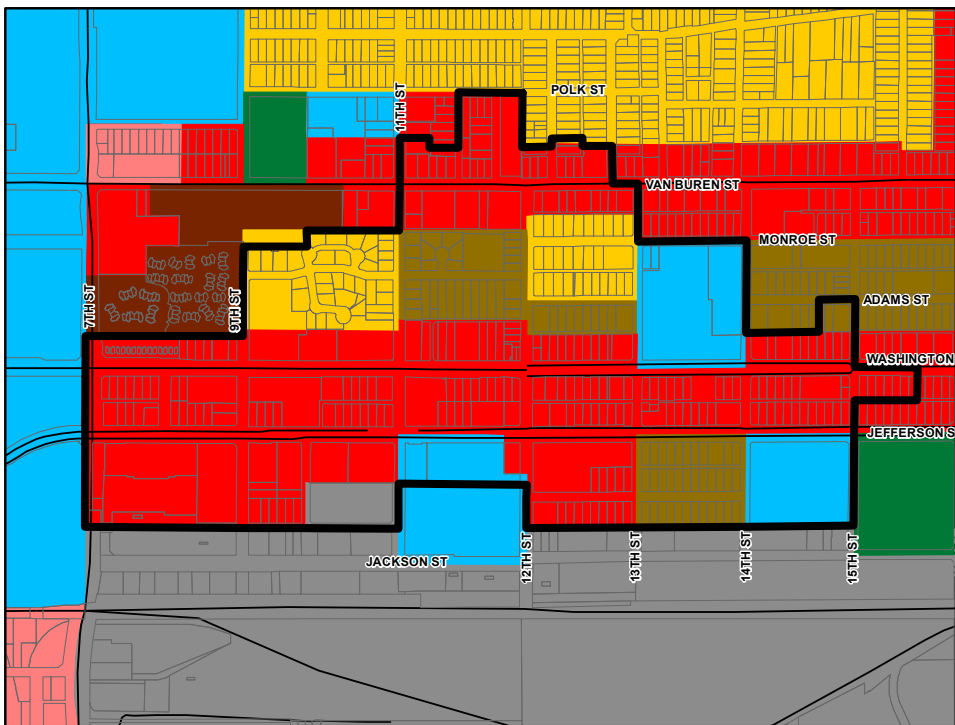 POLK ST
11TH ST
VAN BUREN ST
MONROE ST
7TH ST
9TH ST
ADAMS ST
WASHINGTON
JEFFERSON S
JACKSON ST
12TH ST
13TH ST
14TH ST
15TH ST